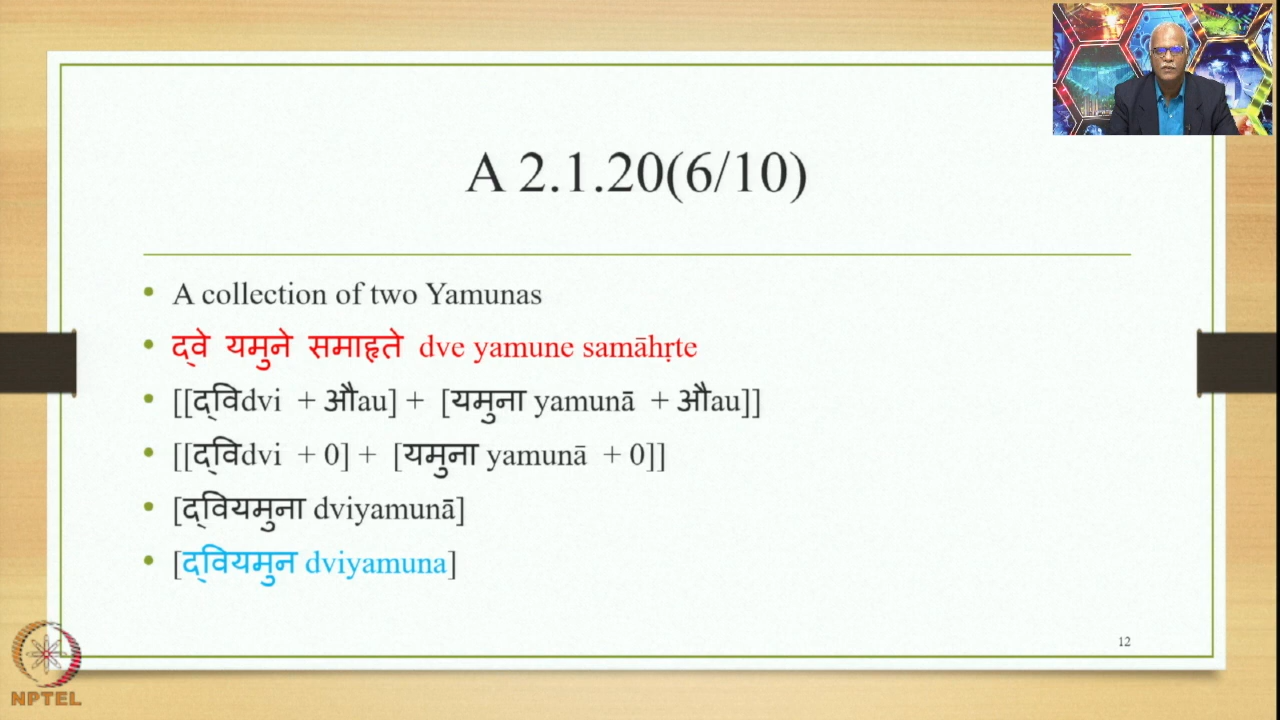 A 2.1.20(6/10)
A collection of two Yamunas
द्वे यमुने समाहृते dve yamune samāhṛte
[[द्विdvi + औau] + [यमुना yamunā + औau]]
[[द्विdvi + 0] + [यमुना yamunā + 0]]
[द्वियमुना dviyamunā]
[द्वियमुन dviyamuna]
12
NPTEL